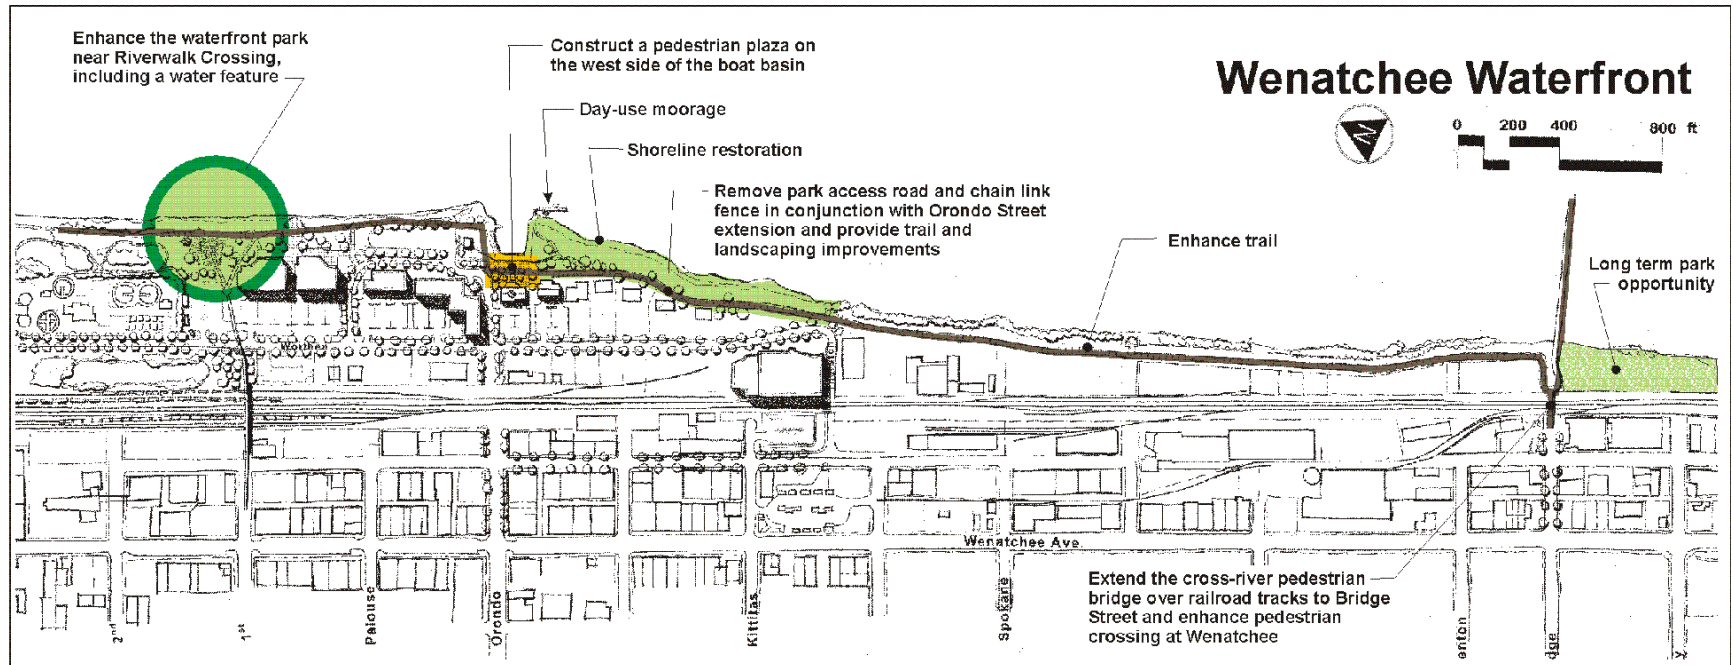 Enhance the waterfront park
near Riverwalk Crossing,
including a water feature
Construct a pedestrian plaza on
the west side of the boat basin
Day-use moorage
Shoreline restoration
Remove park access road and chain link
fence in conjunction with Orondo Street
extension and provide trail and
landscaping improvements
Wenatchee Waterfront
N
0 200 400 800 ft
Enhance trail
Long term park
opportunity
Worthen
Wenatchee Ave.
Extend the cross-river pedestrian
bridge over railroad tracks to Bridge
Street and enhance pedestrian
crossing at Wenatchee
2nd
1st
Palouse
Orondo
Kittitas
Spokane
enton
dge